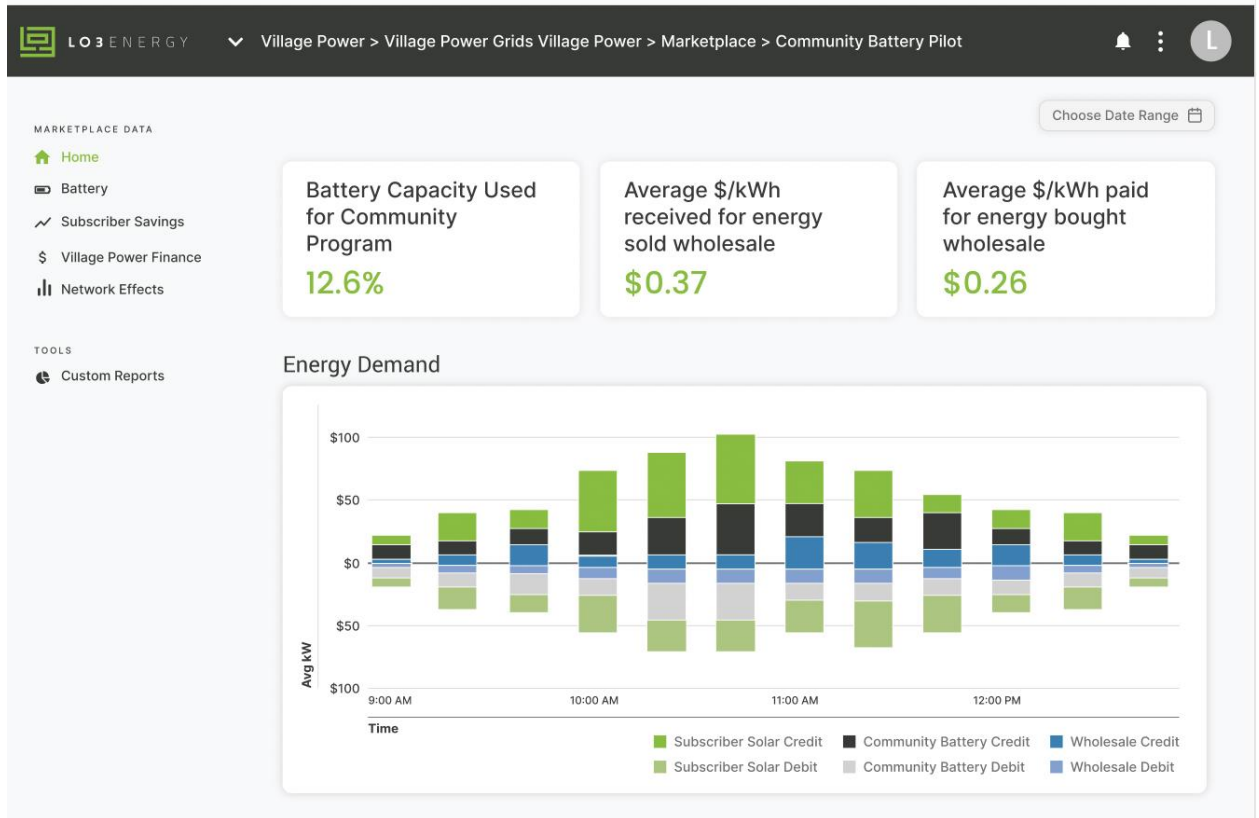 LO3ENERGY
Village Power > Village Power Grids Village Power > Marketplace > Community Battery Pilot
L
Choose Date Range
MARKETPLACE DATA
Home
Battery
Subscriber Savings
$ Village Power Finance
Network Effects
TOOLS
Custom Reports
Battery Capacity Used
for Community
Program
12.6%
Average $/kWh
received for energy
sold wholesale
$0.37
Average $/kWh paid
for energy bought
wholesale
$0.26
Energy Demand
$100
$50
$0
$50
$100
Avg kW
9:00 AM 10:00 AM 11:00 AM 12:00 PM
Time
Subscriber Solar Credit Community Battery Credit Wholesale Credit
Subscriber Solar Debit Community Battery Debit Wholesale Debit